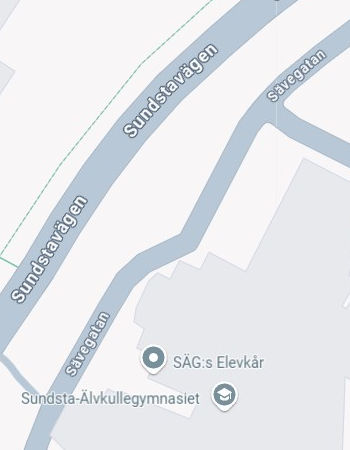 Sundstavägen
Sävegatan
Sundstavägen
Sävegatan
SÄG:s Elevkår
Sundsta-Älvkullegymnasiet